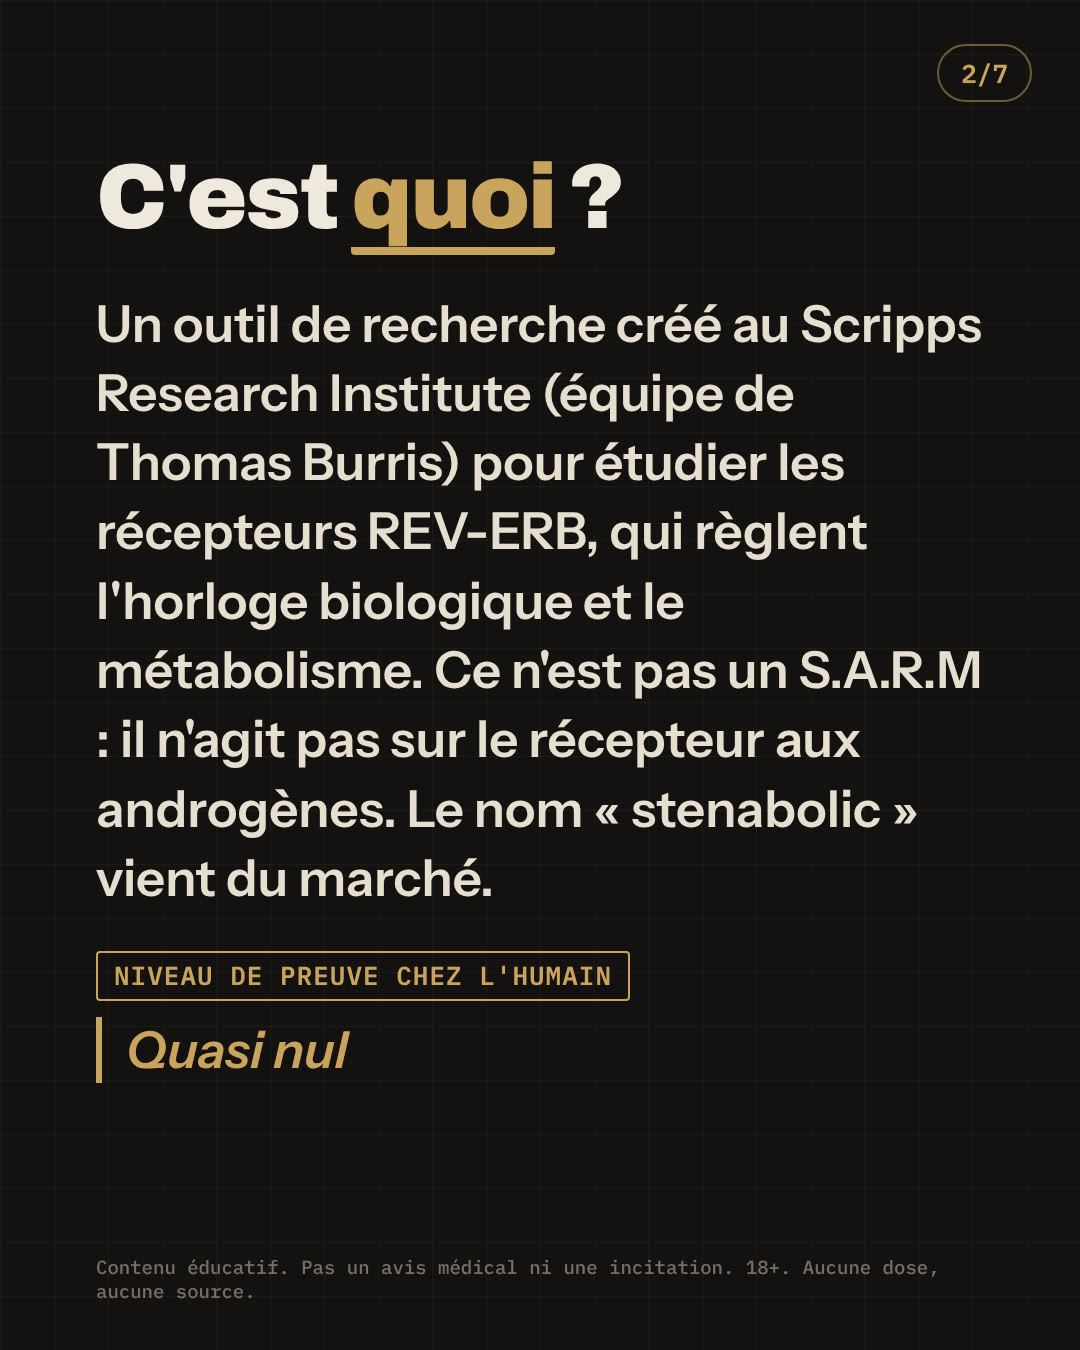 2/7
C'est quoi ?
Un outil de recherche créé au Scripps
Research Institute (équipe de
Thomas Burris) pour étudier les
récepteurs REV-ERB, qui règlent
l'horloge biologique et le
métabolisme. Ce n'est pas un S.A.R.M
: il n'agit pas sur le récepteur aux
androgènes. Le nom « stenabolic »
vient du marché.
NIVEAU DE PREUVE CHEZ L'HUMAIN
Quasi nul
Contenu éducatif. Pas un avis médical ni une incitation. 18+. Aucune dose,
aucune source.